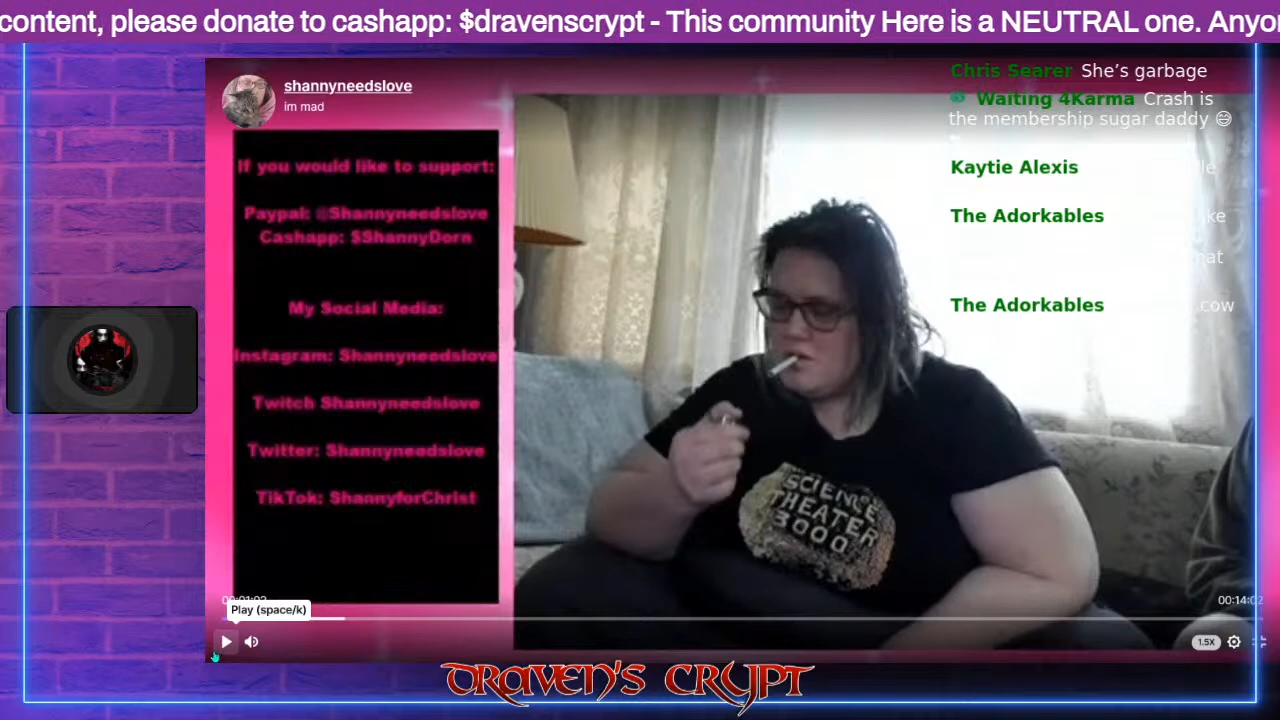 content, please donate to cashapp: $dravenscrypt - This community Here is a NEUTRAL one. Anyo
shannyneedslove
im mad
If you would like to support:
Paypal: @Shannyneedslove
Cashapp: $ShannyDorn
My Social Media:
Instagram: Shannyneedslove
Twitch Shannyneedslove
Twitter: Shannyneedslove
TikTok: ShannyforChrist
Chris Searer She’s garbage
Waiting 4Karma Crash is
the membership sugar daddy 😅
Kaytie Alexis
The Adorkables
The Adorkables cow
SCIENCE
THEATER
3000
Play (space/k)
00:14:02
1.5X
DRAVEN'S CRYPT